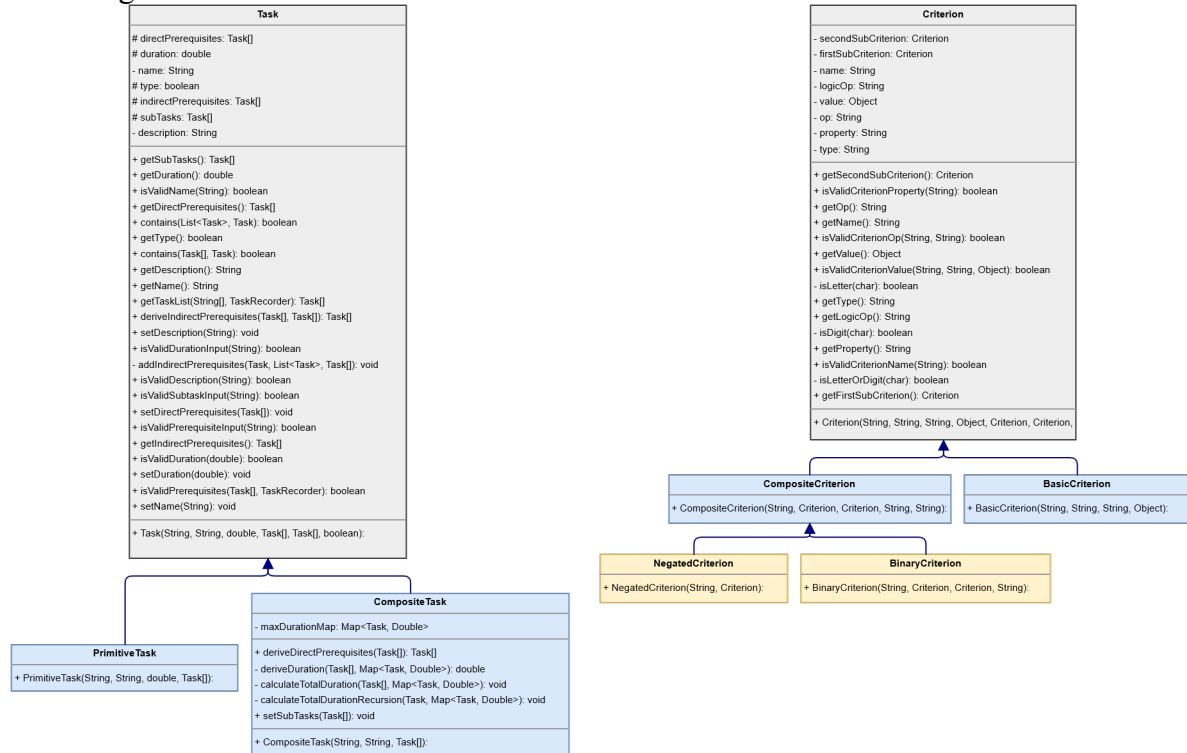 Task
# directPrerequisites: Task[]
# duration: double
- name: String
# type: boolean
# indirectPrerequisites: Task[]
# subTasks: Task[]
- description: String
+ getSubTasks(): Task[]
+ getDuration(): double
+ isValidName(String): boolean
+ getDirectPrerequisites(): Task[]
+ contains(List<Task>, Task): boolean
+ getType(): boolean
+ contains(Task[], Task): boolean
+ getDescription(): String
+ getName(): String
+ getTaskList(String[], TaskRecorder): Task[]
+ deriveIndirectPrerequisites(Task[], Task[]): Task[]
+ setDescription(String): void
+ isValidDurationInput(String): boolean
- addIndirectPrerequisites(Task, List<Task>, Task[]): void
+ isValidDescription(String): boolean
+ isValidSubtaskInput(String): boolean
+ setDirectPrerequisites(Task[]): void
+ isValidPrerequisiteInput(String): boolean
+ getIndirectPrerequisites(): Task[]
+ isValidDuration(double): boolean
+ setDuration(double): void
+ isValidPrerequisites(Task[], TaskRecorder): boolean
+ setName(String): void
+ Task(String, String, double, Task[], Task[], boolean):
PrimitiveTask
+ PrimitiveTask(String, String, double, Task[]):
CompositeTask
- maxDurationMap: Map<Task, Double>
+ deriveDirectPrerequisites(Task[]): Task[]
- deriveDuration(Task[], Map<Task, Double>): double
- calculateTotalDuration(Task[], Map<Task, Double>): void
- calculateTotalDurationRecursion(Task, Map<Task, Double>): void
+ setSubTasks(Task[]): void
+ CompositeTask(String, String, Task[]):
Criterion
- secondSubCriterion: Criterion
- firstSubCriterion: Criterion
- name: String
- logicOp: String
- value: Object
- op: String
- property: String
- type: String
+ getSecondSubCriterion(): Criterion
+ isValidCriterionProperty(String): boolean
+ getOp(): String
+ getName(): String
+ isValidCriterionOp(String, String): boolean
+ getValue(): Object
+ isValidCriterionValue(String, String, Object): boolean
- isLetter(char): boolean
+ getType(): String
+ getLogicOp(): String
- isDigit(char): boolean
+ getProperty(): String
+ isValidCriterionName(String): boolean
- isLetterOrDigit(char): boolean
+ getFirstSubCriterion(): Criterion
+ Criterion(String, String, String, Object, Criterion, Criterion,
CompositeCriterion
+ CompositeCriterion(String, Criterion, Criterion, String, String):
BasicCriterion
+ BasicCriterion(String, String, String, Object):
NegatedCriterion
+ NegatedCriterion(String, Criterion):
BinaryCriterion
+ BinaryCriterion(String, Criterion, Criterion, String):